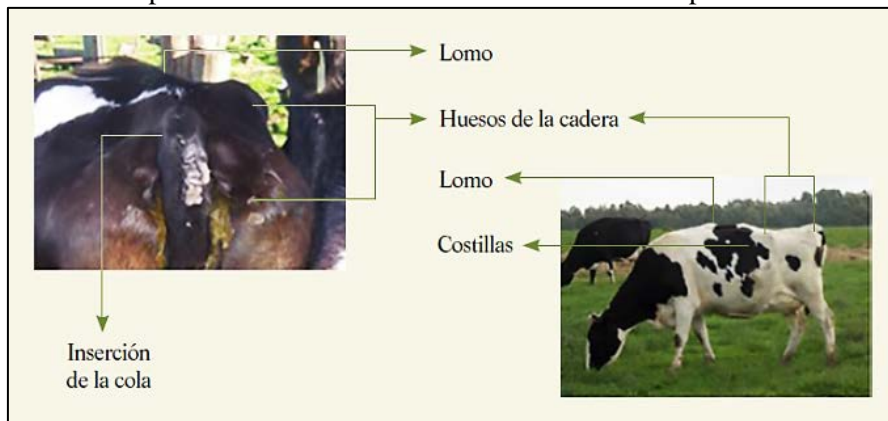 Lomo
Huesos de la cadera
Lomo
Costillas
Inserción
de la cola